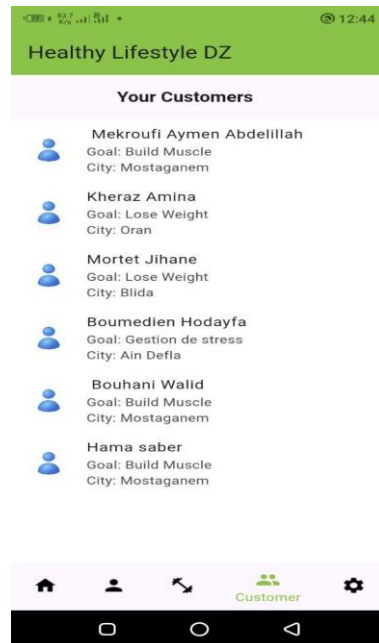 83.7
K/s
12:44
Healthy Lifestyle DZ
Your Customers
Mekroufi Aymen Abdelillah
Goal: Build Muscle
City: Mostaganem
Kheraz Amina
Goal: Lose Weight
City: Oran
Mortet Jihane
Goal: Lose Weight
City: Blida
Boumedien Hodayfa
Goal: Gestion de stress
City: Ain Defla
Bouhani Walid
Goal: Build Muscle
City: Mostaganem
Hama saber
Goal: Build Muscle
City: Mostaganem
Customer